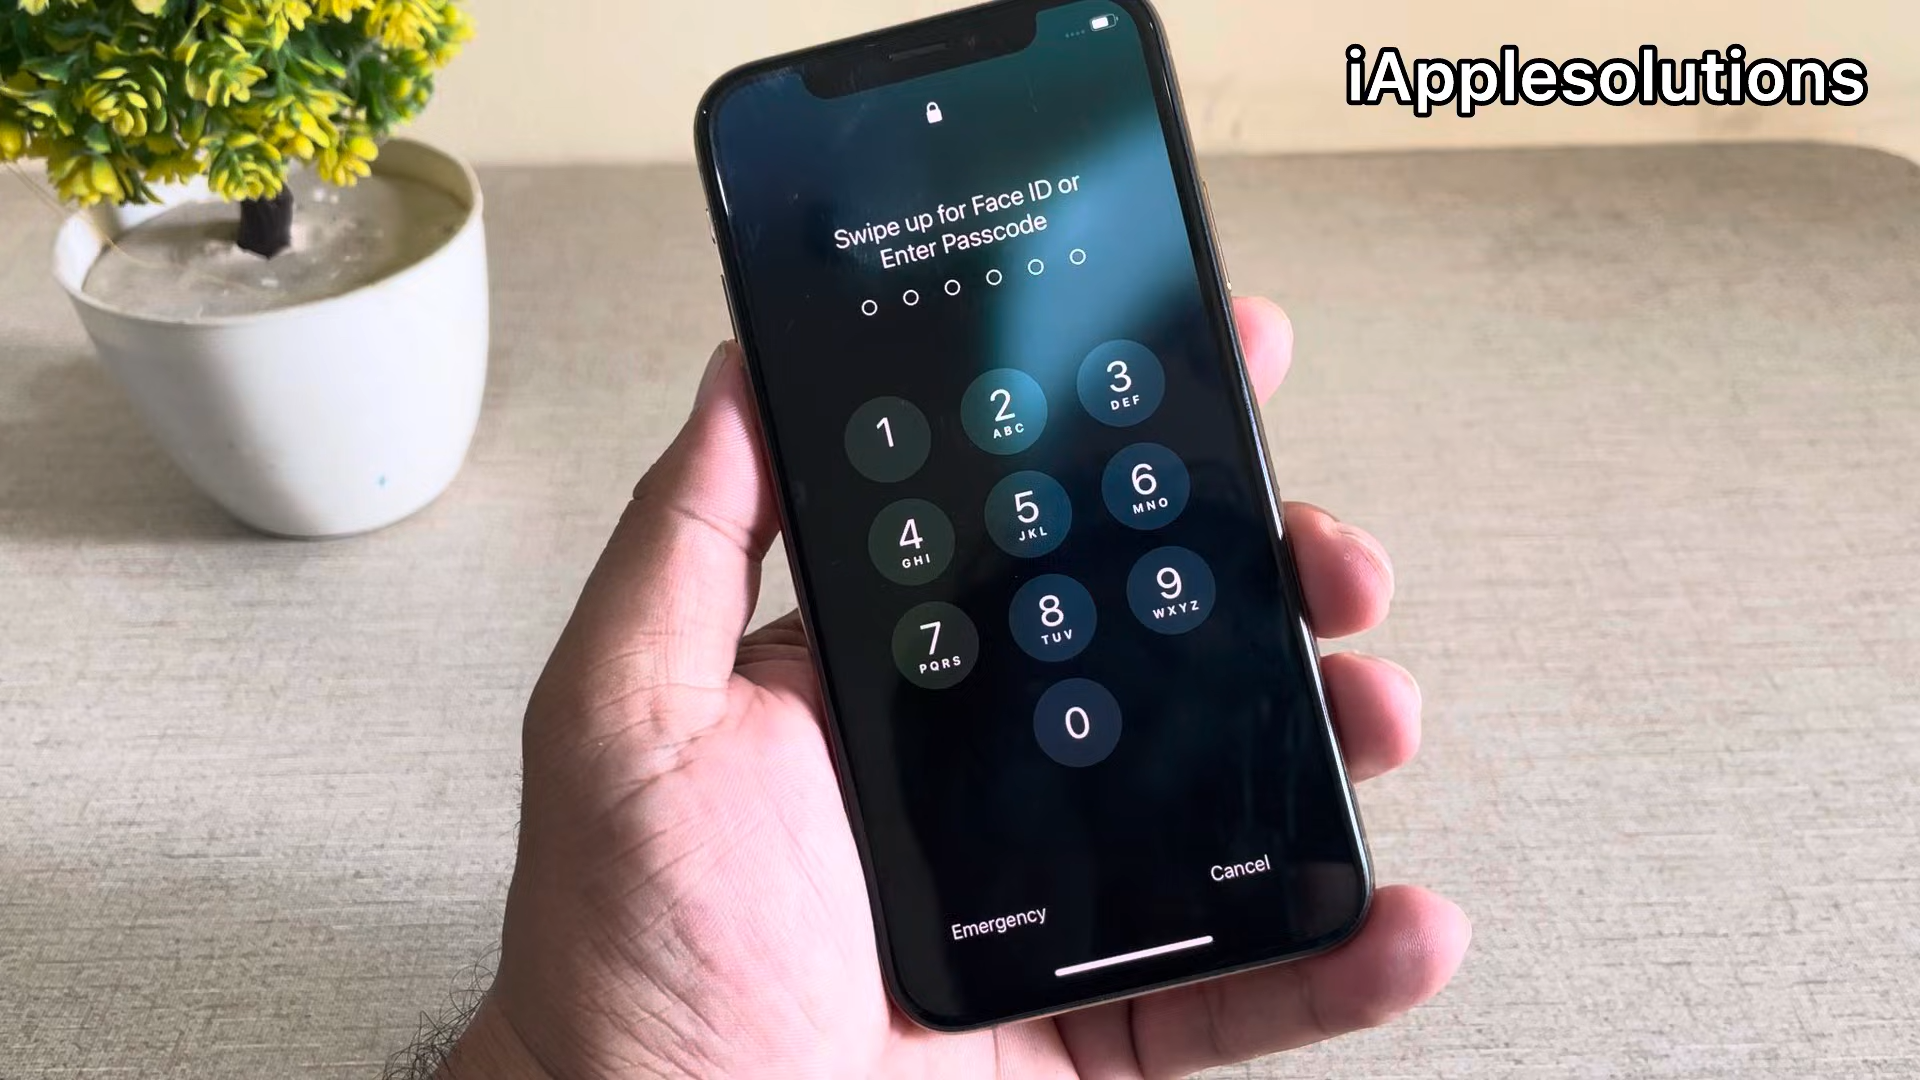 iApplesolutions
Swipe up for Face ID or
Enter Passcode
1
2
ABC
3
DEF
4
GHI
5
JKL
6
MNO
7
PQRS
8
TUV
9
WXYZ
0
Emergency
Cancel